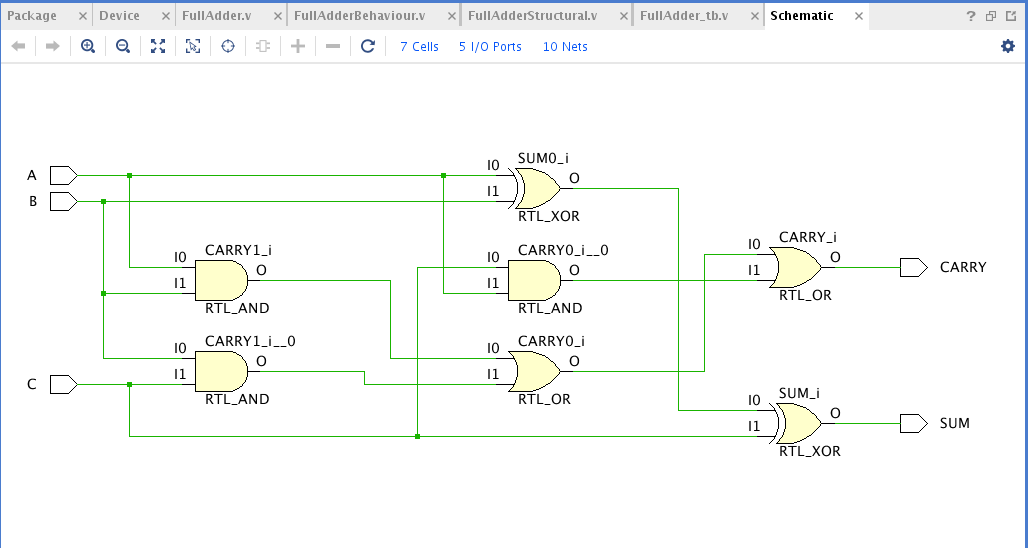 Package Device FullAdder.v FullAdderBehaviour.v FullAdderStructural.v FullAdder_tb.v Schematic
7 Cells 5 I/O Ports 10 Nets
A
B
C
SUM0_i
I0
I1
O
RTL_XOR
CARRY1_i
I0
I1
O
RTL_AND
CARRY0_i__0
I0
I1
O
RTL_AND
CARRY_i
I0
I1
O
RTL_OR
CARRY
CARRY1_i__0
I0
I1
O
RTL_AND
CARRY0_i
I0
I1
O
RTL_OR
SUM_i
I0
I1
O
RTL_XOR
SUM